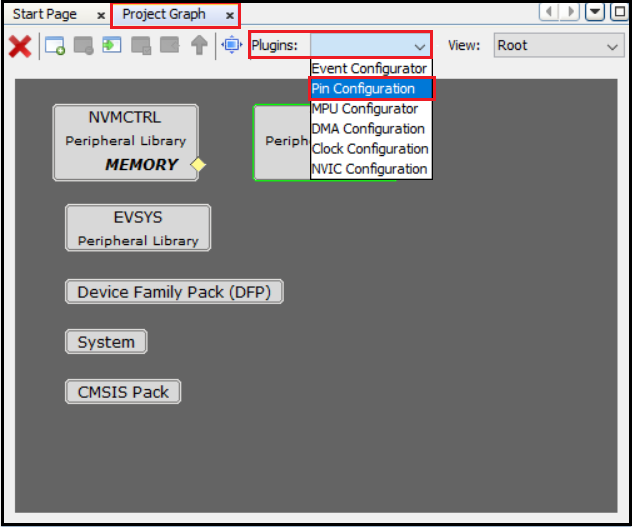 Start Page x Project Graph x
Plugins: View: Root
Event Configurator
Pin Configuration
MPU Configurator
DMA Configuration
Clock Configuration
NVIC Configuration
NVMCTRL
Peripheral Library
MEMORY
Periph
EVSYS
Peripheral Library
Device Family Pack (DFP)
System
CMSIS Pack